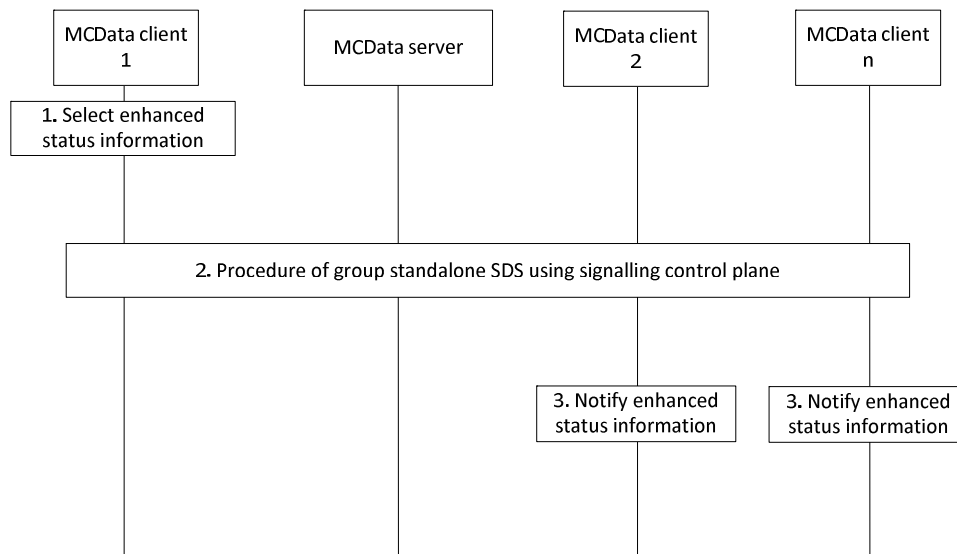 MCData client
1
MCData server
MCData client
2
MCData client
n
1. Select enhanced
status information
2. Procedure of group standalone SDS using signalling control plane
3. Notify enhanced
status information
3. Notify enhanced
status information